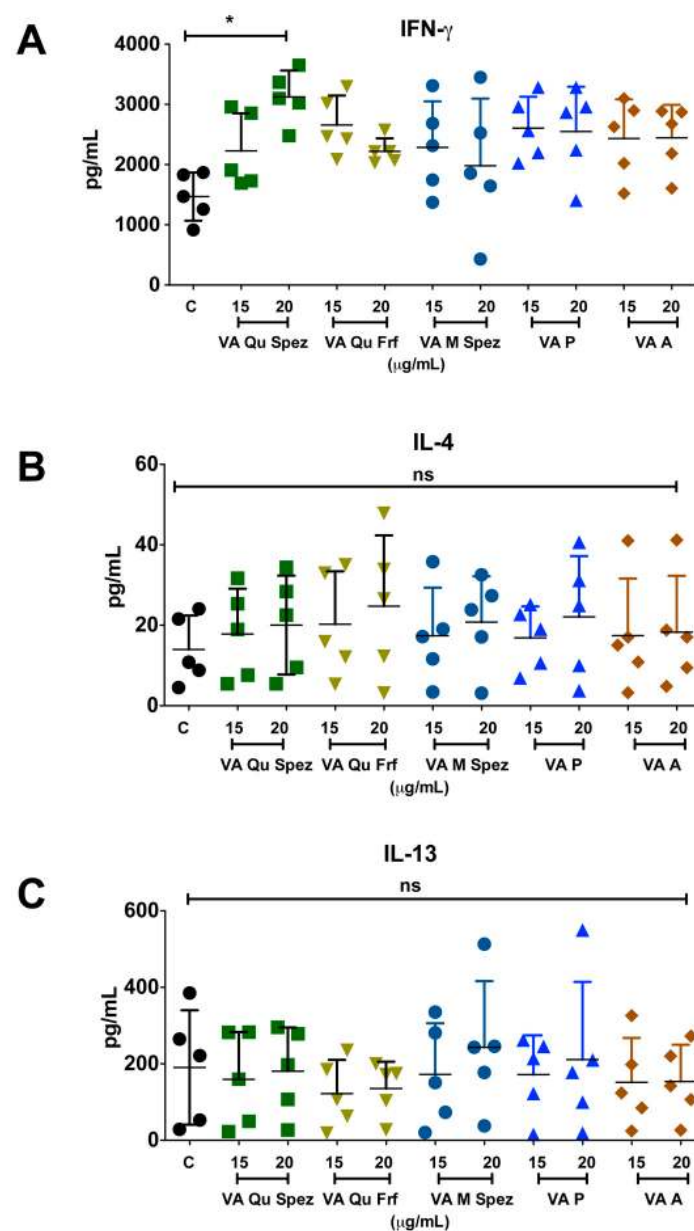 A
IFN-γ
*
4000
3000
2000
1000
0
pg/mL
C 15 20 15 20 15 20 15 20 15 20
VA Qu Spez VA Qu Frf VA M Spez VA P VA A
(μg/mL)
B
IL-4
ns
60
40
20
0
pg/mL
C 15 20 15 20 15 20 15 20 15 20
VA Qu Spez VA Qu Frf VA M Spez VA P VA A
(μg/mL)
C
IL-13
ns
600
400
200
0
pg/mL
C 15 20 15 20 15 20 15 20 15 20
VA Qu Spez VA Qu Frf VA M Spez VA P VA A
(μg/mL)